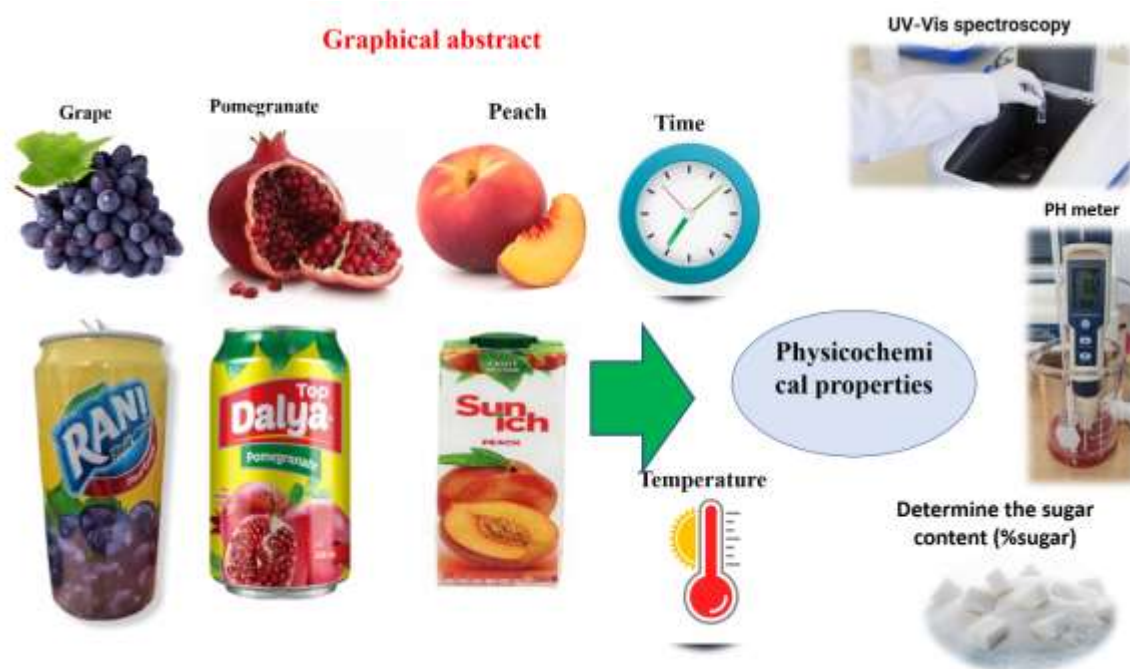 Graphical abstract
UV-Vis spectroscopy
Grape
Pomegranate
Peach
Time
PH meter
RANI
Top
Dalya
Pomegranate
Sun
ich
PEACH
Physicochemi
cal properties
Temperature
Determine the sugar
content (%sugar)